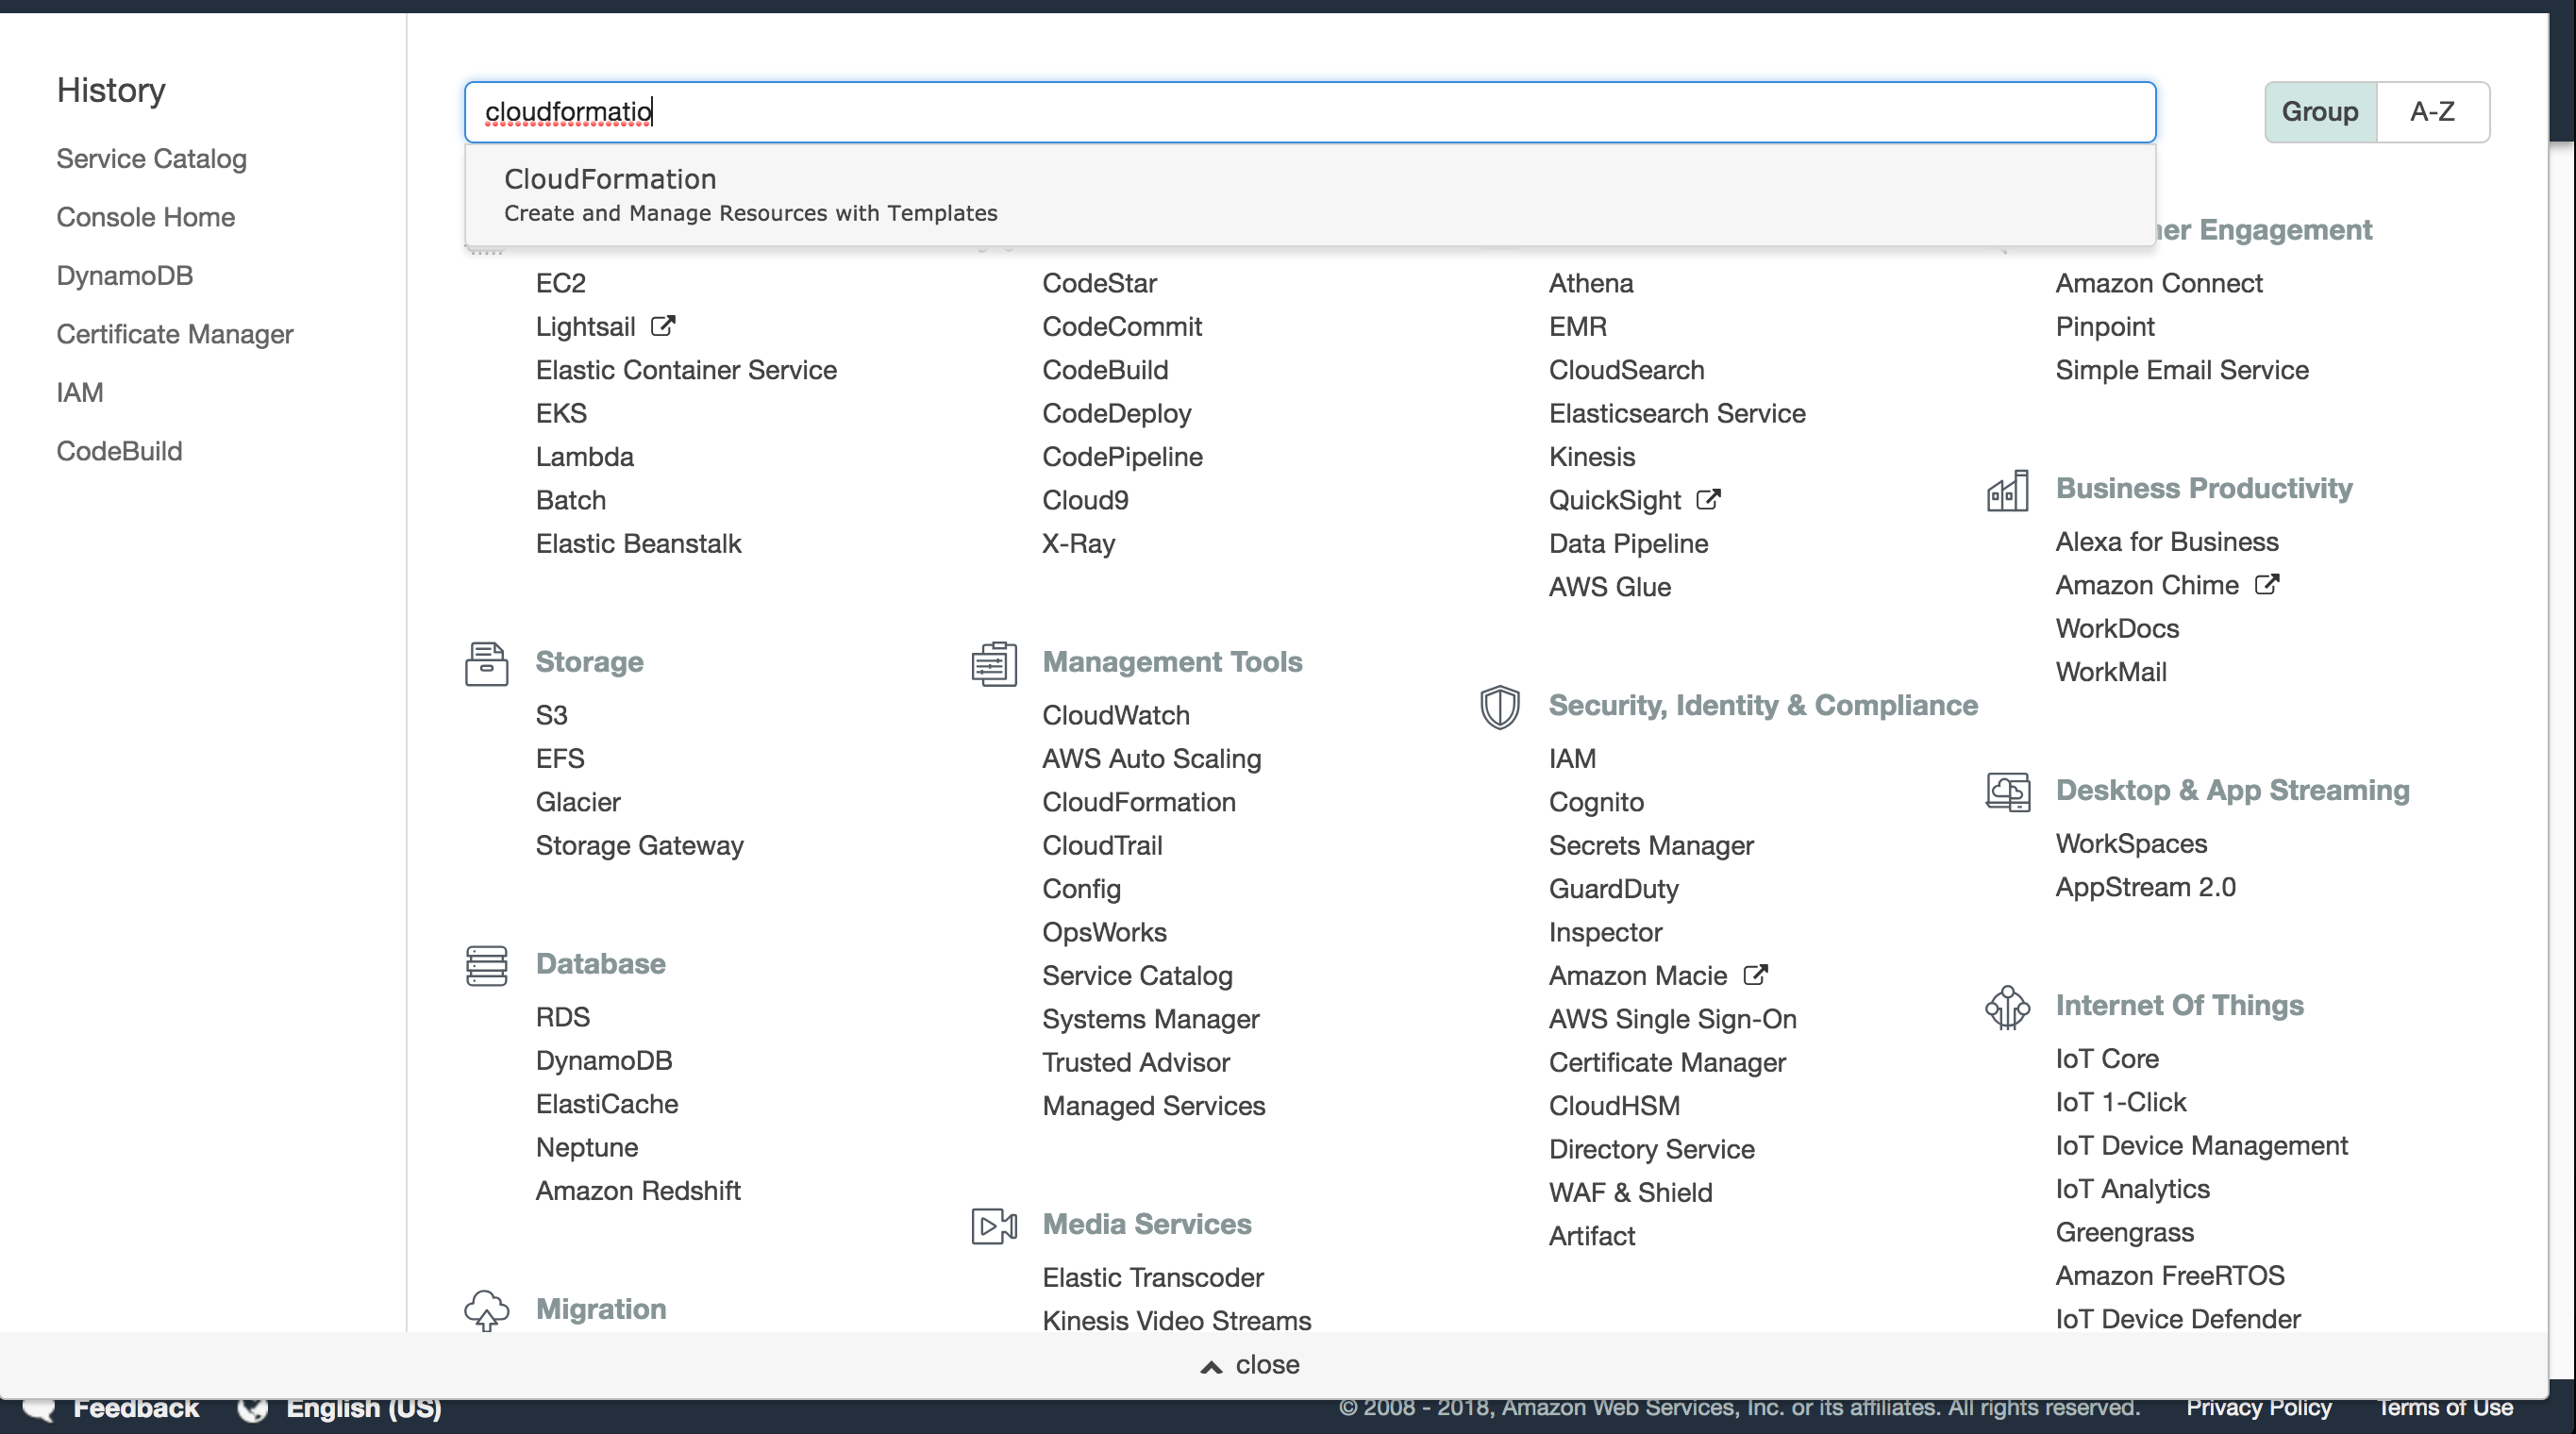 History
Service Catalog
Console Home
DynamoDB
Certificate Manager
IAM
CodeBuild
cloudformatio
Group
A-Z
CloudFormation
Create and Manage Resources with Templates
EC2
Lightsail
Elastic Container Service
EKS
Lambda
Batch
Elastic Beanstalk
Storage
S3
EFS
Glacier
Storage Gateway
Database
RDS
DynamoDB
ElastiCache
Neptune
Amazon Redshift
Migration
CodeStar
CodeCommit
CodeBuild
CodeDeploy
CodePipeline
Cloud9
X-Ray
Management Tools
CloudWatch
AWS Auto Scaling
CloudFormation
CloudTrail
Config
OpsWorks
Service Catalog
Systems Manager
Trusted Advisor
Managed Services
Media Services
Elastic Transcoder
Kinesis Video Streams
Athena
EMR
CloudSearch
Elasticsearch Service
Kinesis
QuickSight
Data Pipeline
AWS Glue
Security, Identity & Compliance
IAM
Cognito
Secrets Manager
GuardDuty
Inspector
Amazon Macie
AWS Single Sign-On
Certificate Manager
CloudHSM
Directory Service
WAF & Shield
Artifact
er Engagement
Amazon Connect
Pinpoint
Simple Email Service
Business Productivity
Alexa for Business
Amazon Chime
WorkDocs
WorkMail
Desktop & App Streaming
WorkSpaces
AppStream 2.0
Internet Of Things
IoT Core
IoT 1-Click
IoT Device Management
IoT Analytics
Greengrass
Amazon FreeRTOS
IoT Device Defender
close
Feedback
English (US)
© 2008 - 2018, Amazon Web Services, Inc. or its affiliates. All rights reserved.
Privacy Policy
Terms of Use